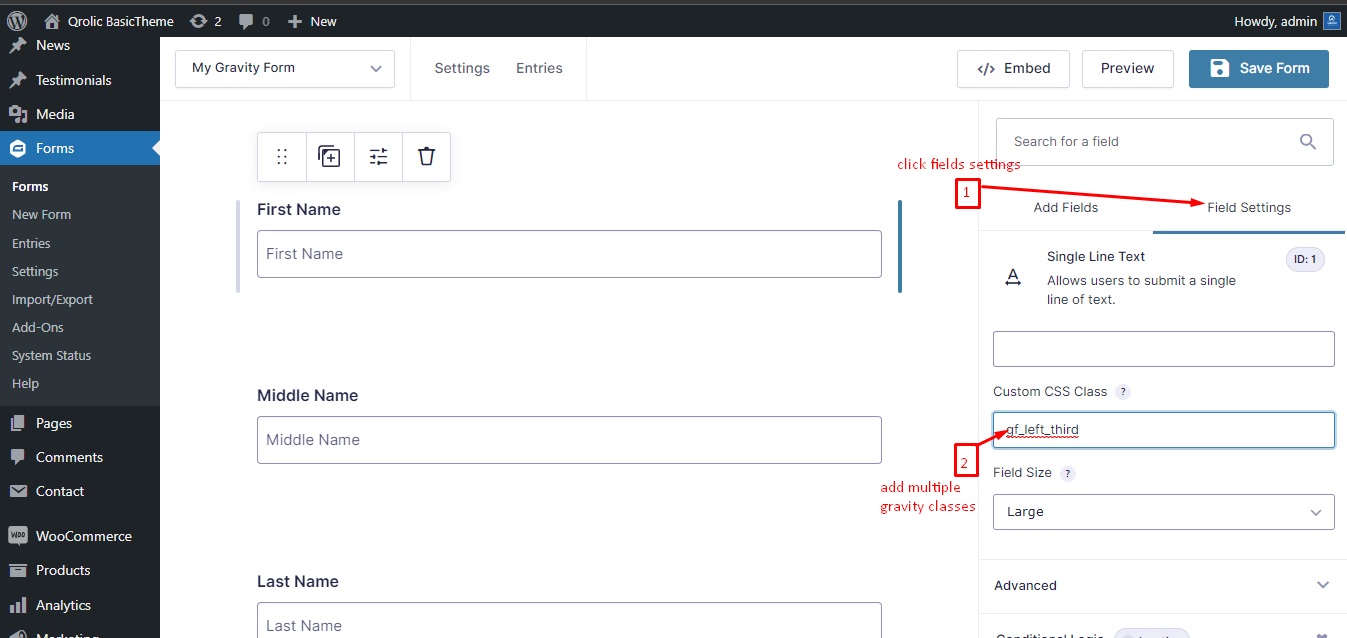 Qrolic BasicTheme 2 0 New Howdy, admin
News
Testimonials
Media
Forms
Forms
New Form
Entries
Settings
Import/Export
Add-Ons
System Status
Help
Pages
Comments
Contact
WooCommerce
Products
Analytics
Marketing
My Gravity Form
Settings Entries
</> Embed
Preview
Save Form
First Name
First Name
Middle Name
Middle Name
Last Name
Last Name
Search for a field
click fields settings
1
Add Fields Field Settings
Single Line Text
ID: 1
Allows users to submit a single
line of text.
Custom CSS Class ?
gf_left_third
2
add multiple
gravity classes
Field Size ?
Large
Advanced
Conditional Logic